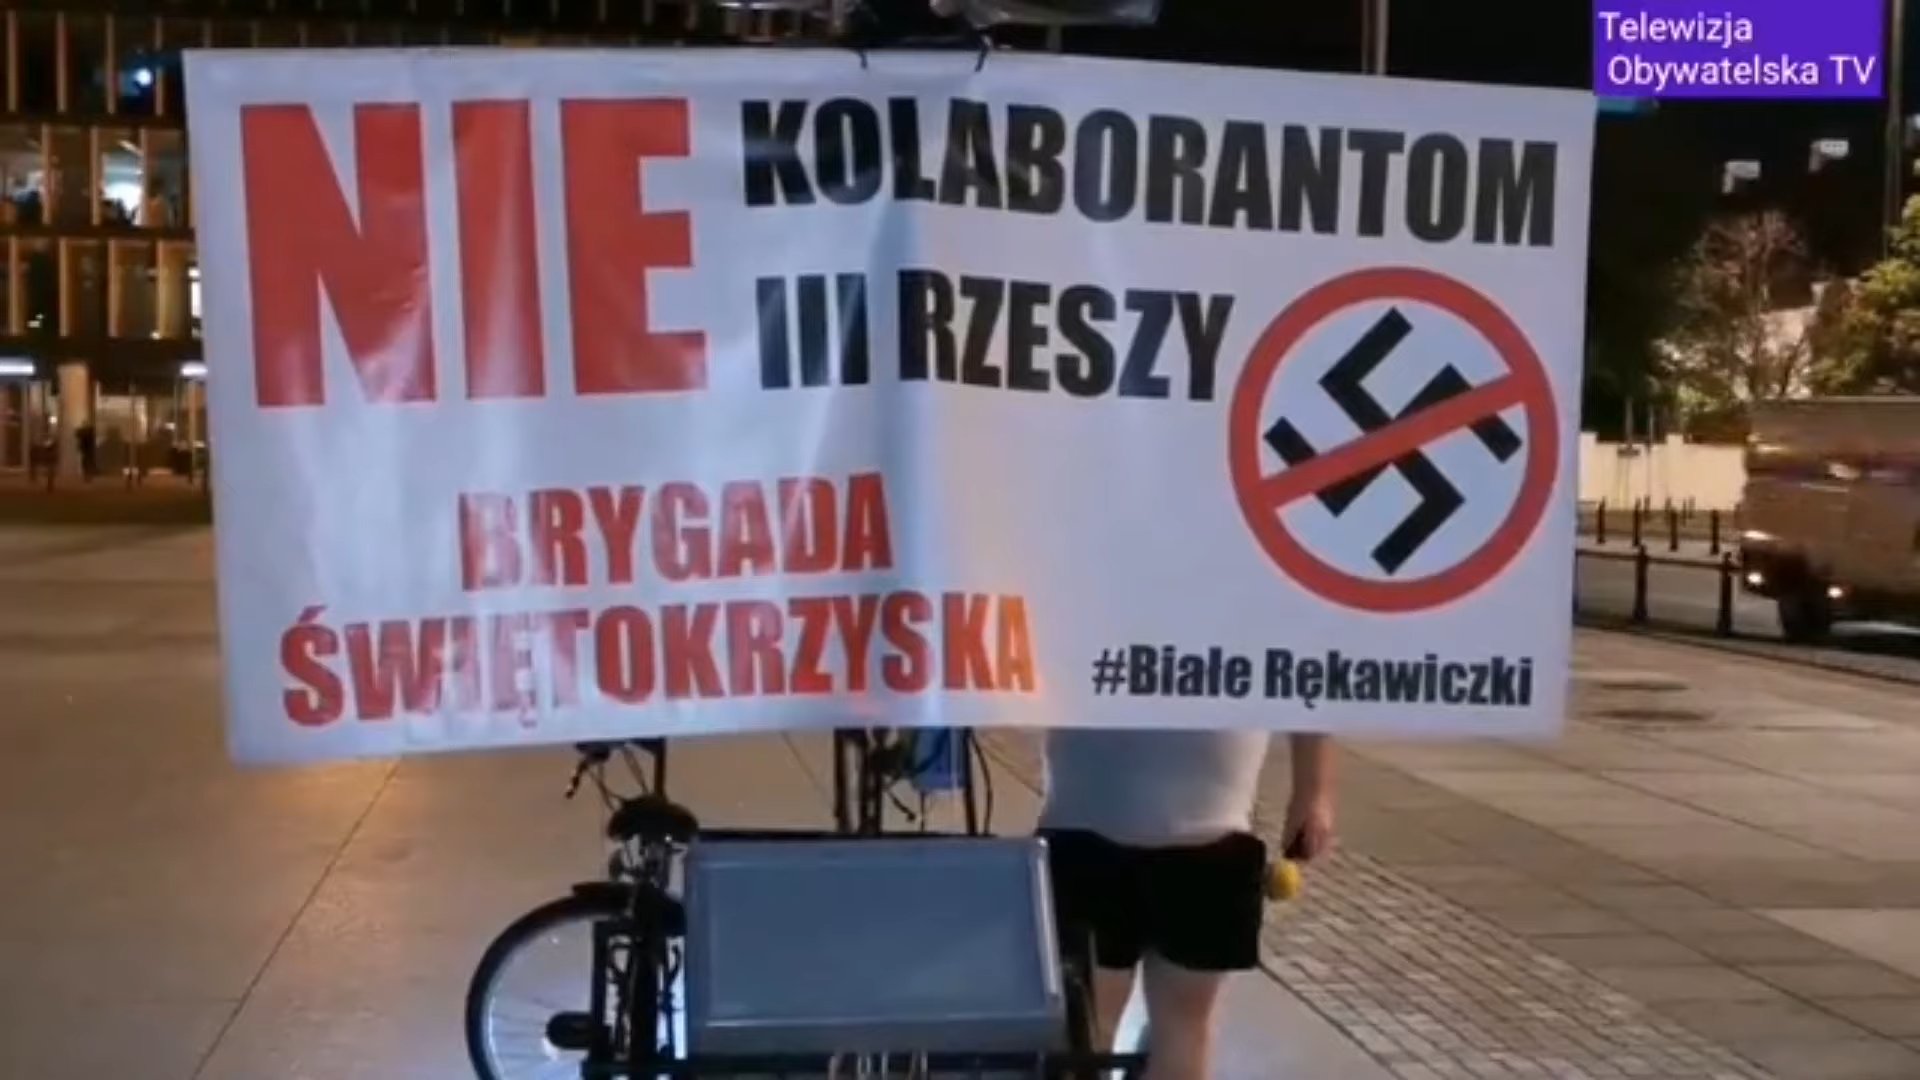 Telewizja
Obywatelska TV
NIE KOLABORANTOM
III RZESZY
BRYGADA
ŚWIĘTOKRZYSKA
#Białe Rękawiczki